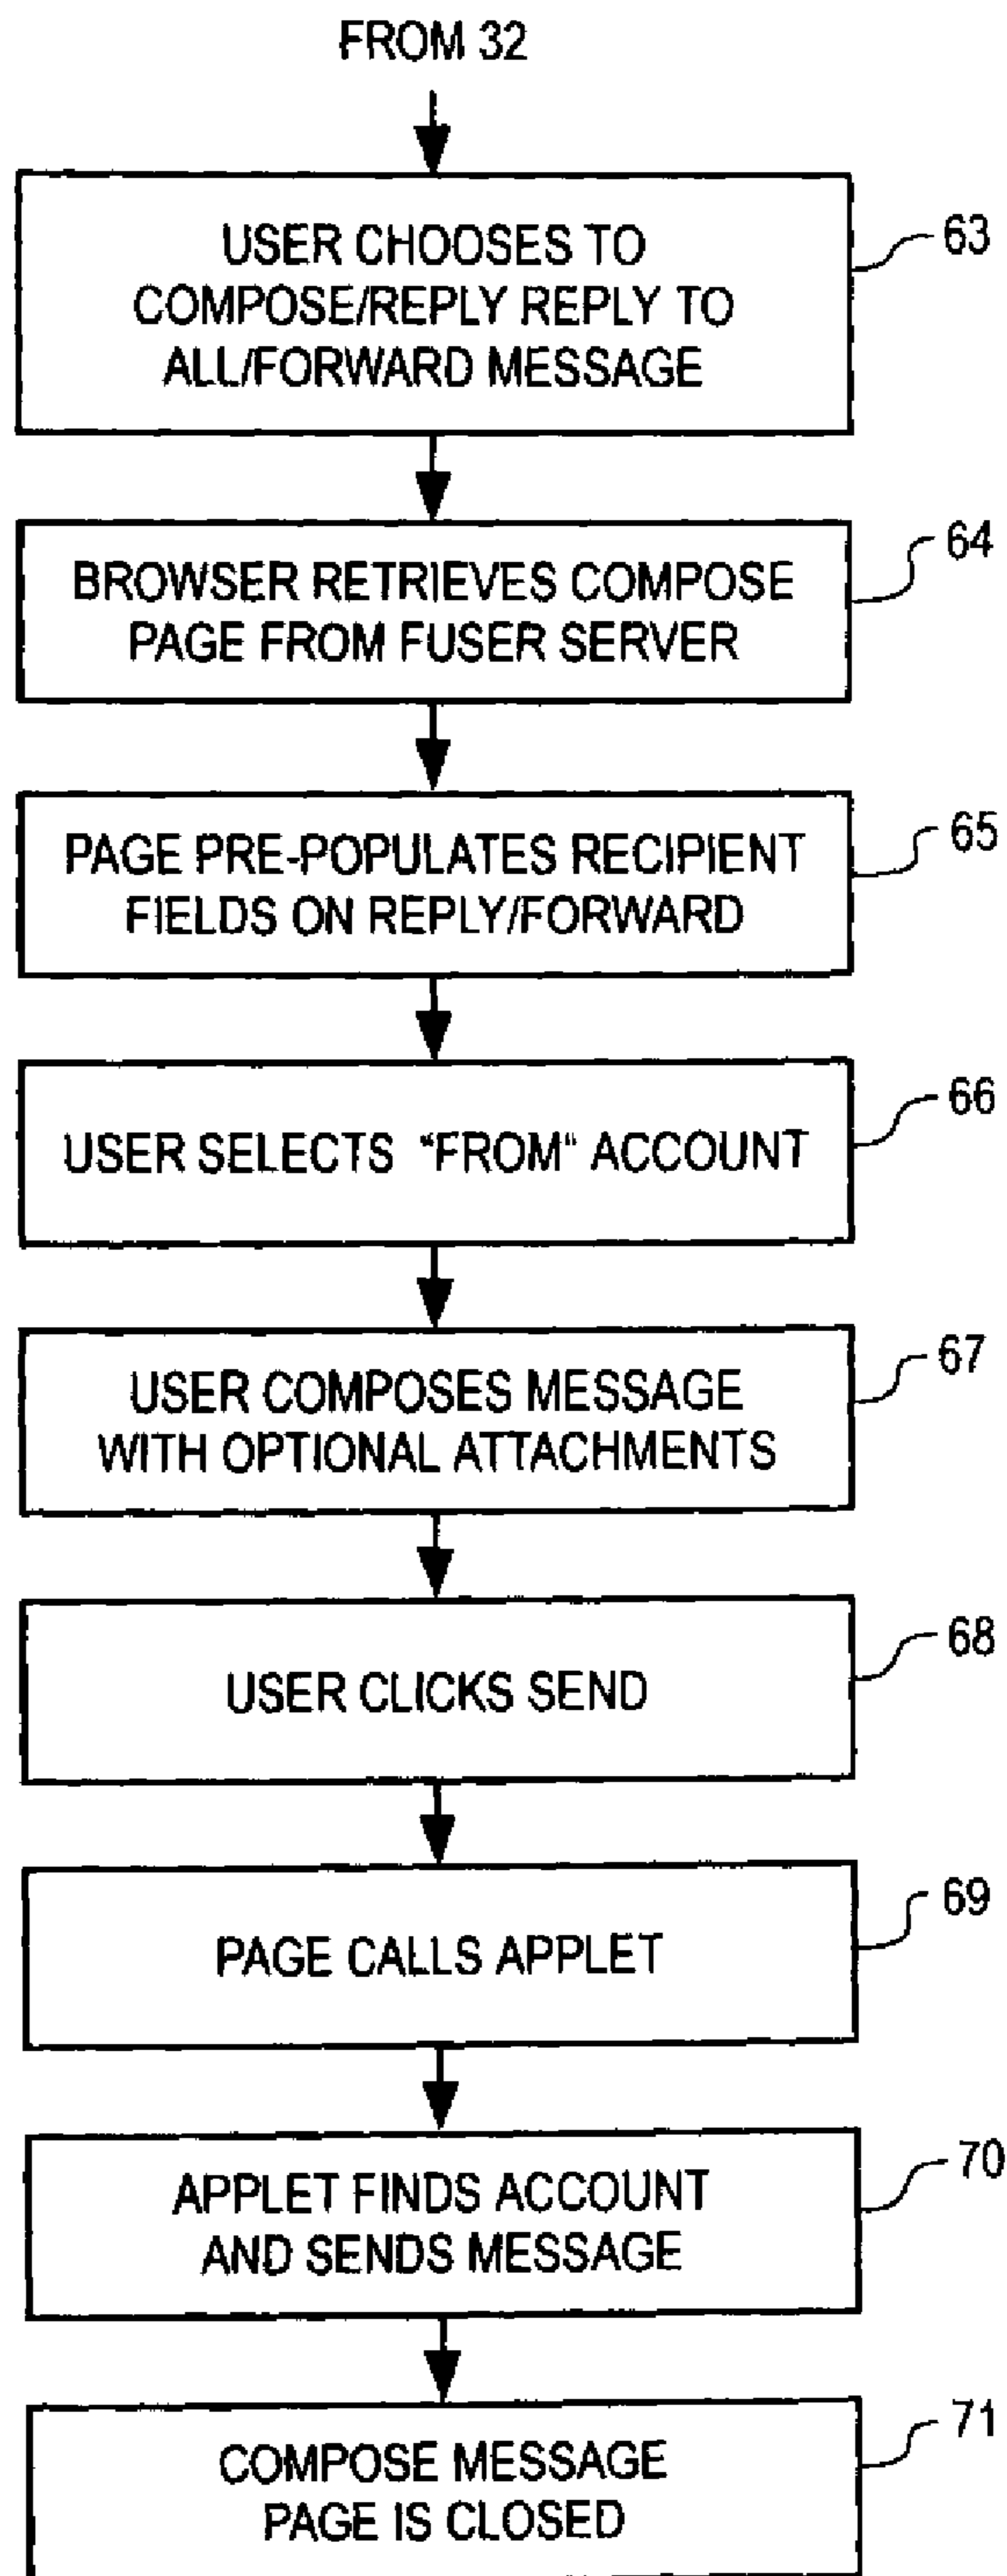 FROM 32
USER CHOOSES TO
COMPOSE/REPLY REPLY TO
ALL/FORWARD MESSAGE
63
BROWSER RETRIEVES COMPOSE
PAGE FROM FUSER SERVER
64
PAGE PRE-POPULATES RECIPIENT
FIELDS ON REPLY/FORWARD
65
USER SELECTS "FROM" ACCOUNT
66
USER COMPOSES MESSAGE
WITH OPTIONAL ATTACHMENTS
67
USER CLICKS SEND
68
PAGE CALLS APPLET
69
APPLET FINDS ACCOUNT
AND SENDS MESSAGE
70
COMPOSE MESSAGE
PAGE IS CLOSED
71